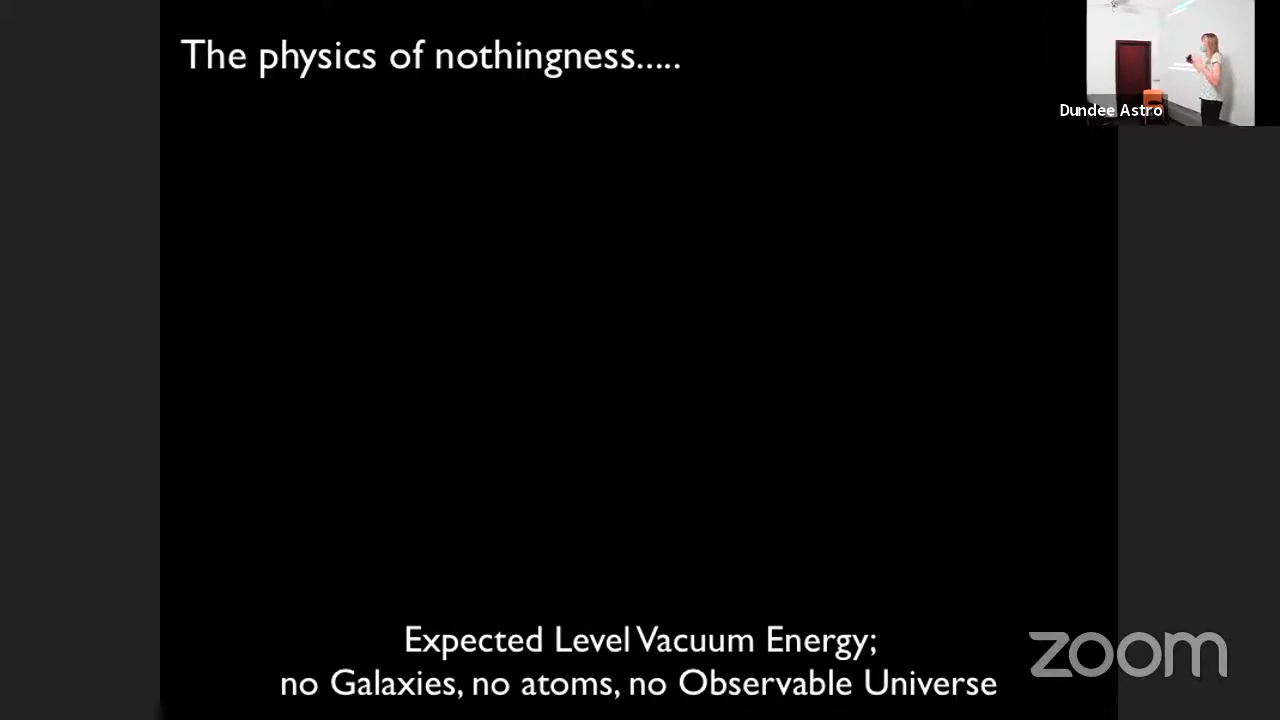 The physics of nothingness.....
Dundee Astro
Expected Level Vacuum Energy;
no Galaxies, no atoms, no Observable Universe
zoom